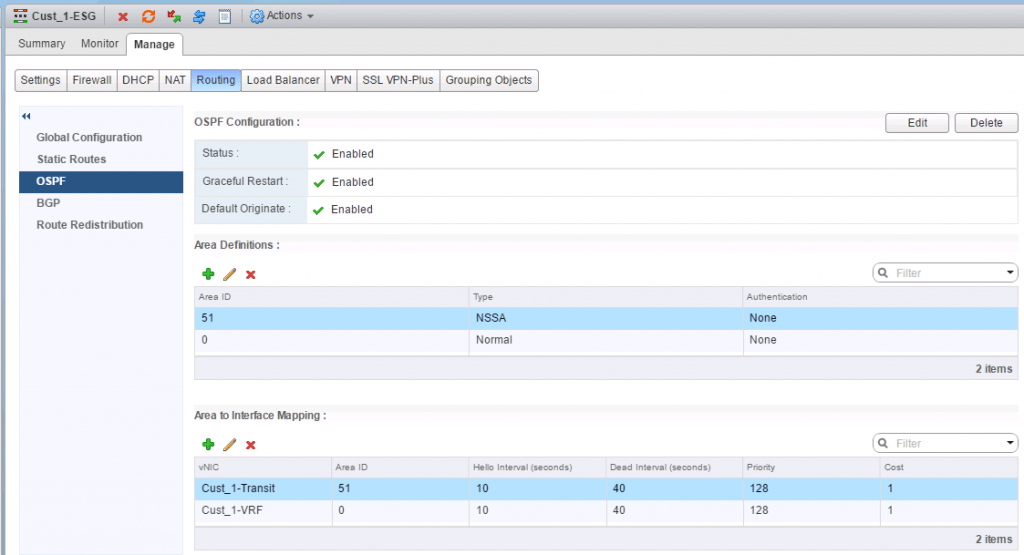 Cust_1-ESG Actions
Summary Monitor Manage
Settings Firewall DHCP NAT Routing Load Balancer VPN SSL VPN-Plus Grouping Objects
Global Configuration
Static Routes
OSPF
BGP
Route Redistribution
OSPF Configuration : Edit Delete
Status : Enabled
Graceful Restart : Enabled
Default Originate : Enabled
Area Definitions :
Filter
Area ID Type Authentication
51 NSSA None
0 Normal None
2 items
Area to Interface Mapping :
Filter
vNIC Area ID Hello Interval (seconds) Dead Interval (seconds) Priority Cost
Cust_1-Transit 51 10 40 128 1
Cust_1-VRF 0 10 40 128 1
2 items